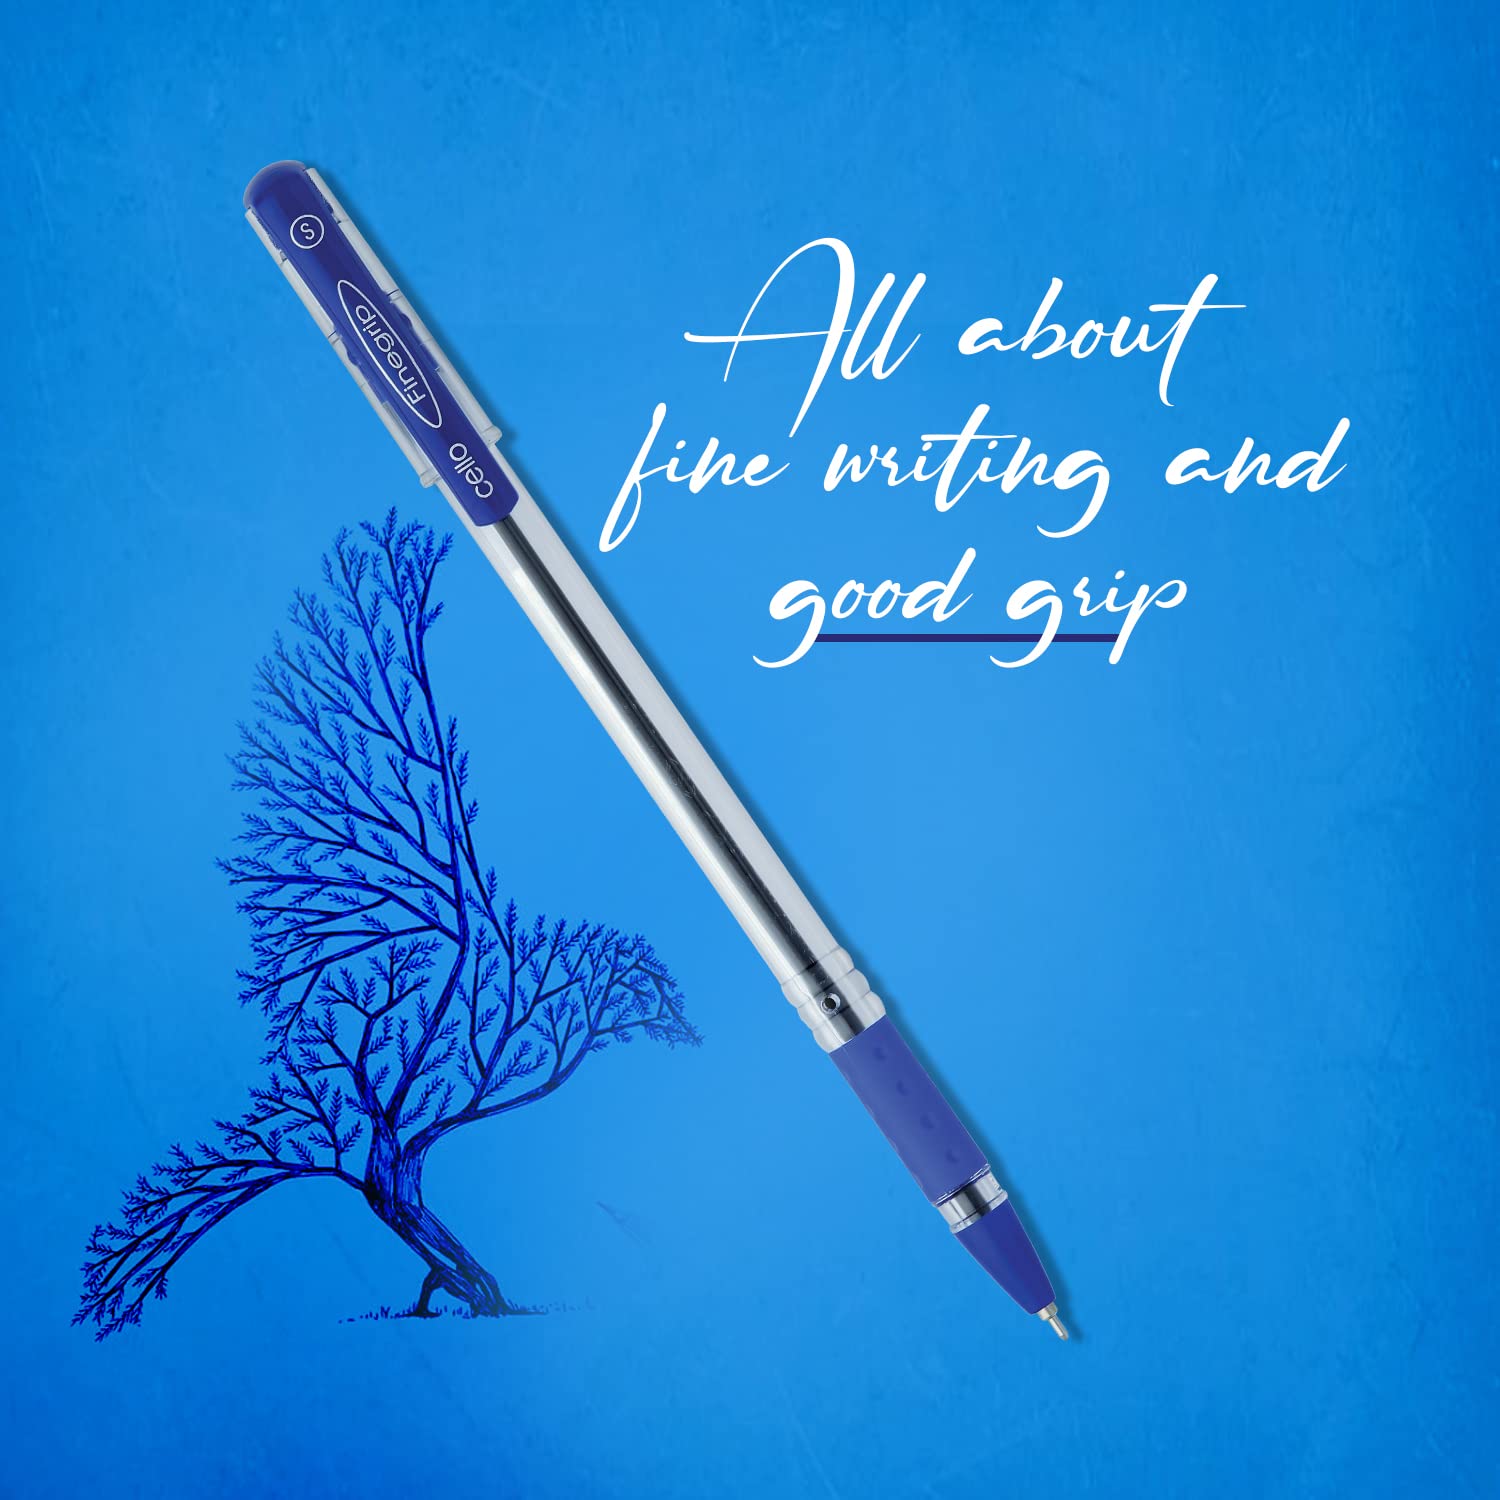 S
Finegrip
cello
All about
fine writing and
good grip